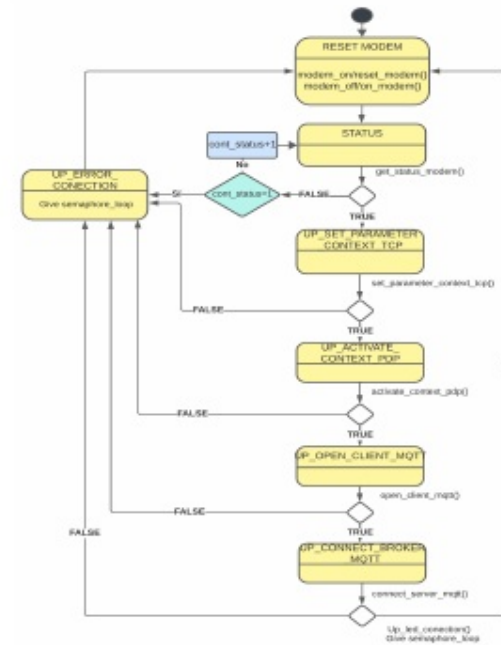 RESET MODEM
modem_on/reset_modem()
modem_off/on_modem()
STATUS
cont_status+1
get_status_modem()
No
UP_ERROR_
CONECTION
Give semaphore_loop
SI
cont_status=1
FALSE
TRUE
UP_SET_PARAMETER
CONTEXT_TCP
set_parameter_context_tcp()
FALSE
TRUE
UP_ACTIVATE_
CONTEXT_PDP
activate_context_pdp()
FALSE
TRUE
UP_OPEN_CLIENT_MQTT
open_client_mqtt()
FALSE
TRUE
UP_CONNECT_BROKER
MQTT
FALSE
connect_server_mqtt()
Up_led_conection()
Give semaphore_loop